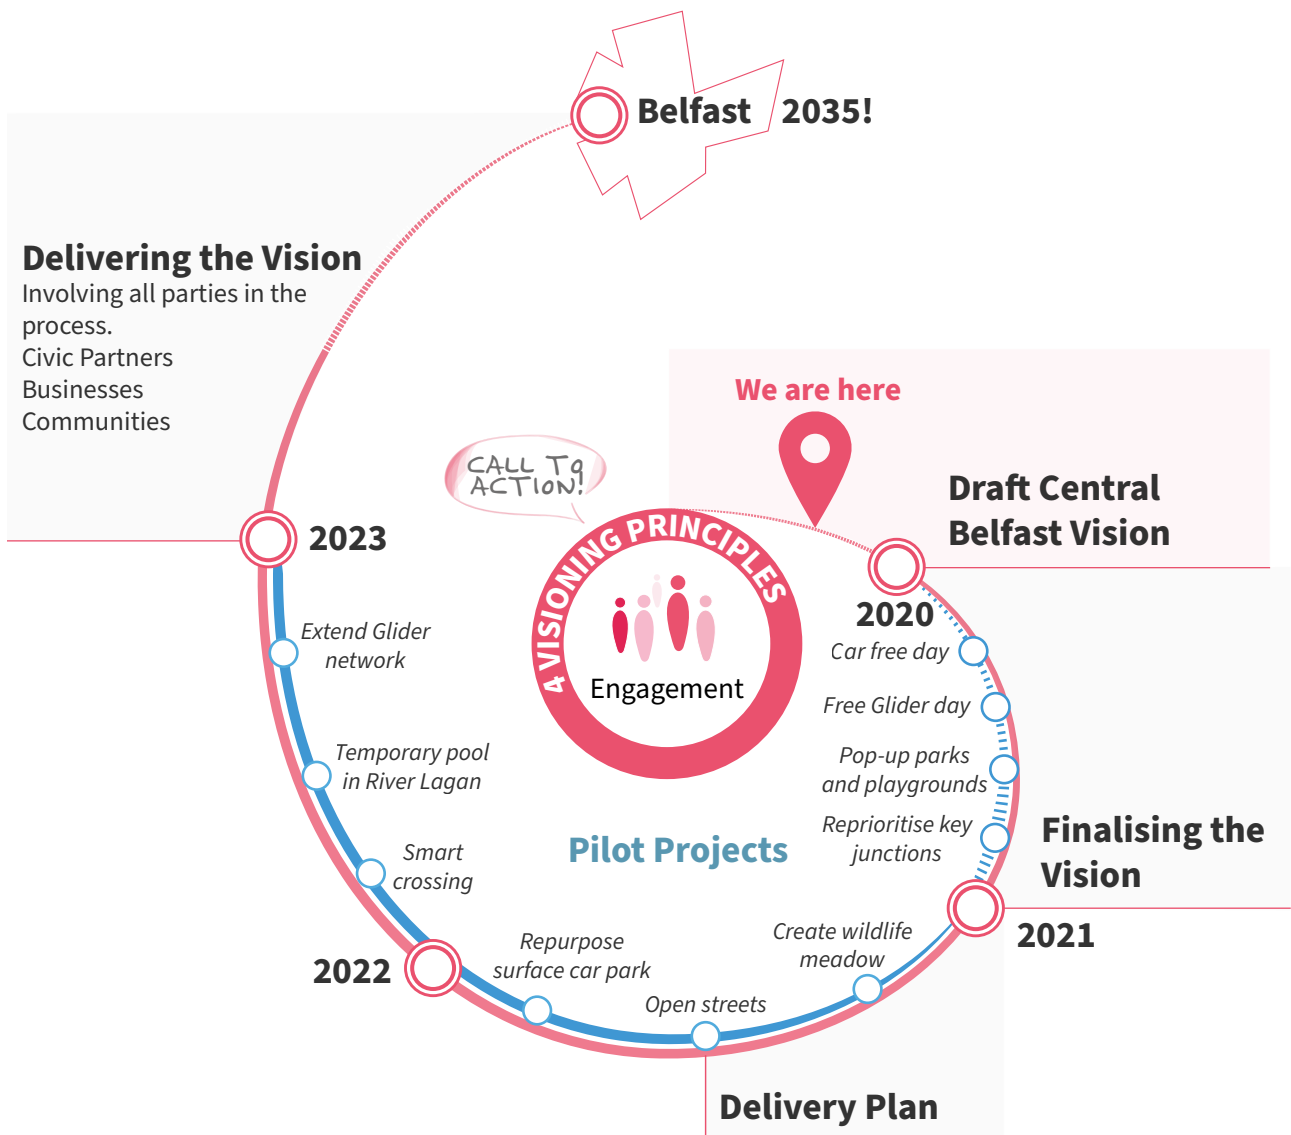 Belfast 2035!
Delivering the Vision
Involving all parties in the
process.
Civic Partners
Businesses
Communities
We are here
CALL TO
ACTION!
Draft Central
Belfast Vision
4 VISIONING PRINCIPLES
Engagement
2023
2020
Extend Glider
network
Car free day
Free Glider day
Temporary pool
in River Lagan
Pop-up parks
and playgrounds
Reprioritise key
junctions
Pilot Projects
Finalising the
Vision
Smart
crossing
2021
Create wildlife
meadow
Repurpose
surface car park
2022
Open streets
Delivery Plan